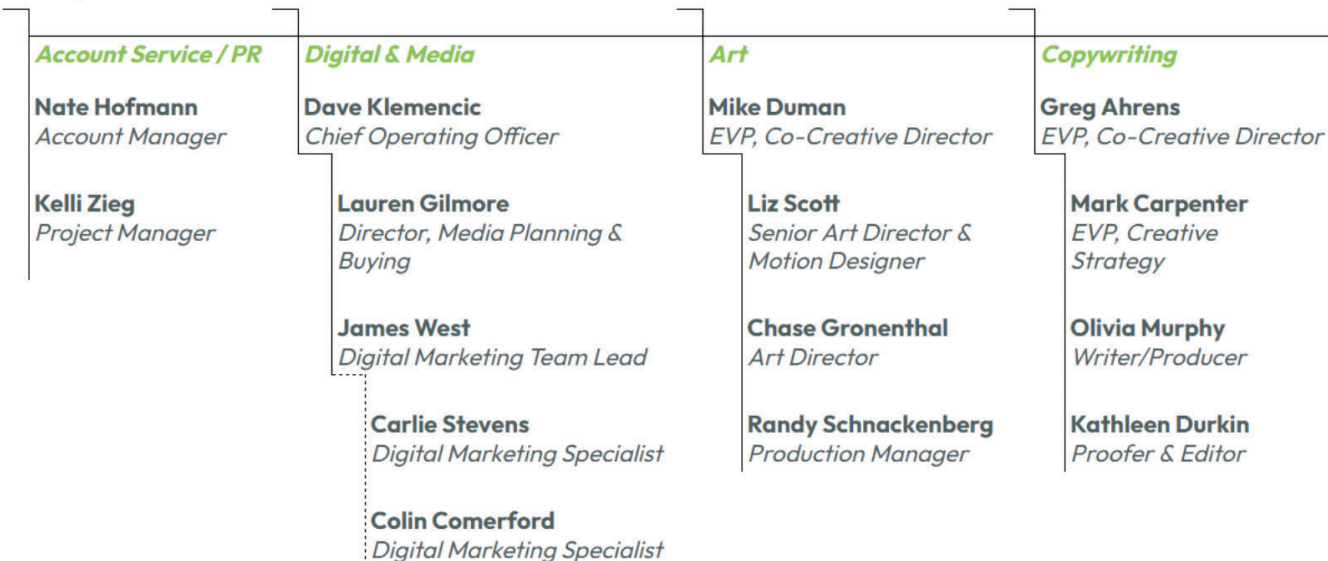 Account Service / PR
Nate Hofmann
Account Manager
Kelli Zieg
Project Manager
Digital & Media
Dave Klemencic
Chief Operating Officer
Lauren Gilmore
Director, Media Planning &
Buying
James West
Digital Marketing Team Lead
Carlie Stevens
Digital Marketing Specialist
Colin Comerford
Digital Marketing Specialist
Art
Mike Duman
EVP, Co-Creative Director
Liz Scott
Senior Art Director &
Motion Designer
Chase Gronenthal
Art Director
Randy Schnackenberg
Production Manager
Copywriting
Greg Ahrens
EVP, Co-Creative Director
Mark Carpenter
EVP, Creative
Strategy
Olivia Murphy
Writer/Producer
Kathleen Durkin
Proofer & Editor